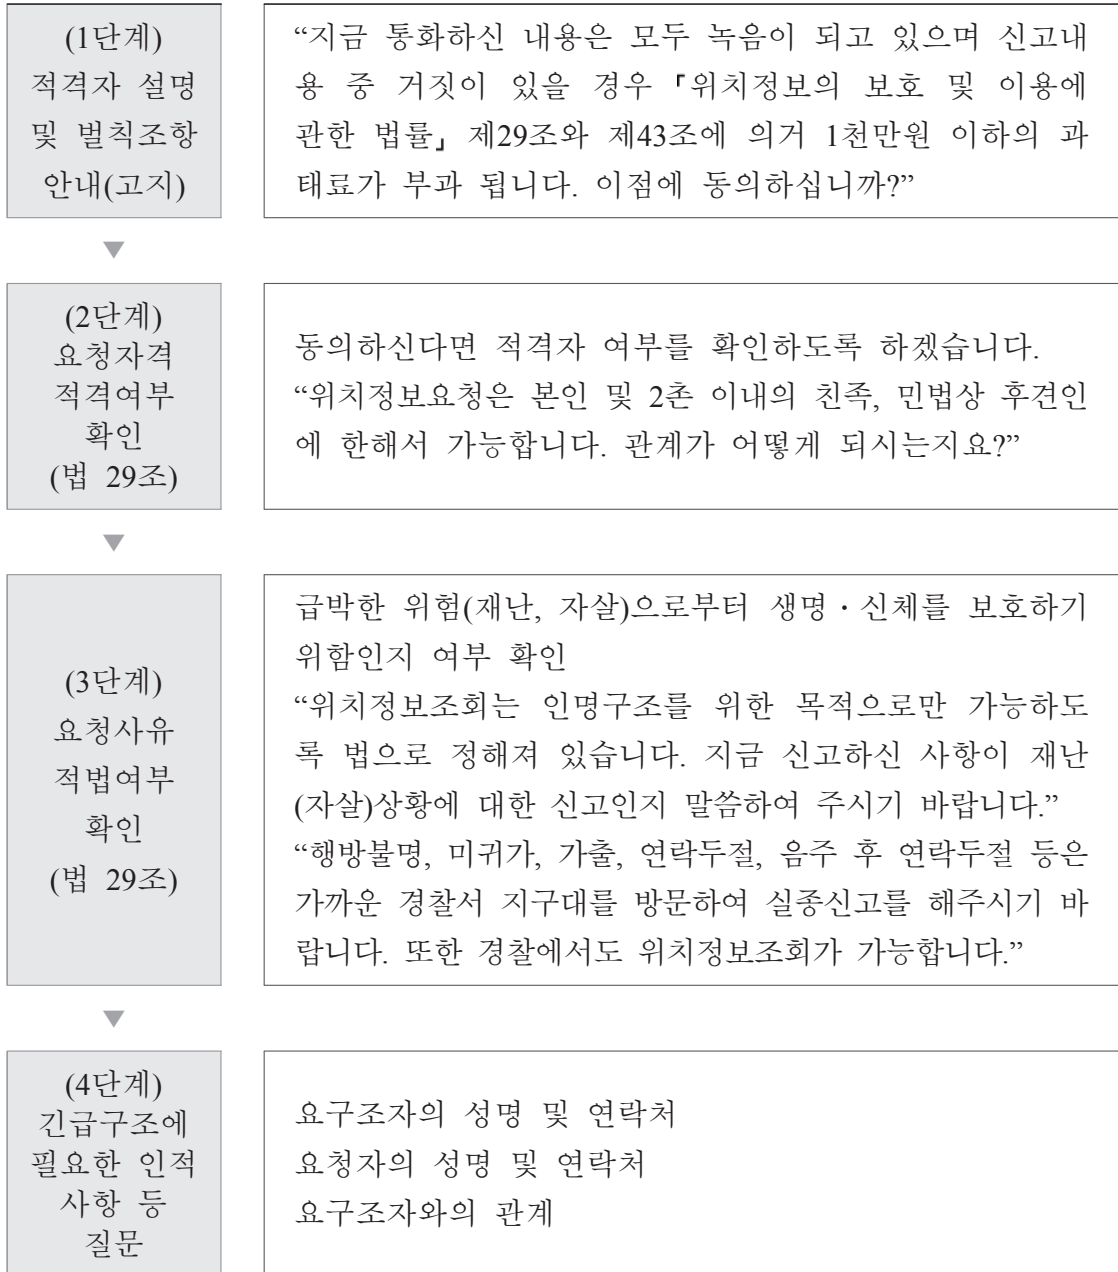 (1단계)
적격자 설명
및 벌칙조항
안내(고지)
“지금 통화하신 내용은 모두 녹음이 되고 있으며 신고내
용 중 거짓이 있을 경우 「위치정보의 보호 및 이용에
관한 법률」 제29조와 제43조에 의거 1천만원 이하의 과
태료가 부과 됩니다. 이점에 동의하십니까?”
▼
(2단계)
요청자격
적격여부
확인
(법 29조)
동의하신다면 적격자 여부를 확인하도록 하겠습니다.
“위치정보요청은 본인 및 2촌 이내의 친족, 민법상 후견인
에 한해서 가능합니다. 관계가 어떻게 되시는지요?”
▼
(3단계)
요청사유
적법여부
확인
(법 29조)
급박한 위험(재난, 자살)으로부터 생명・신체를 보호하기
위함인지 여부 확인
“위치정보조회는 인명구조를 위한 목적으로만 가능하도
록 법으로 정해져 있습니다. 지금 신고하신 사항이 재난
(자살)상황에 대한 신고인지 말씀하여 주시기 바랍니다.”
“행방불명, 미귀가, 가출, 연락두절, 음주 후 연락두절 등은
가까운 경찰서 지구대를 방문하여 실종신고를 해주시기 바
랍니다. 또한 경찰에서도 위치정보조회가 가능합니다.”
▼
(4단계)
긴급구조에
필요한 인적
사항 등
질문
요구조자의 성명 및 연락처
요청자의 성명 및 연락처
요구조자와의 관계